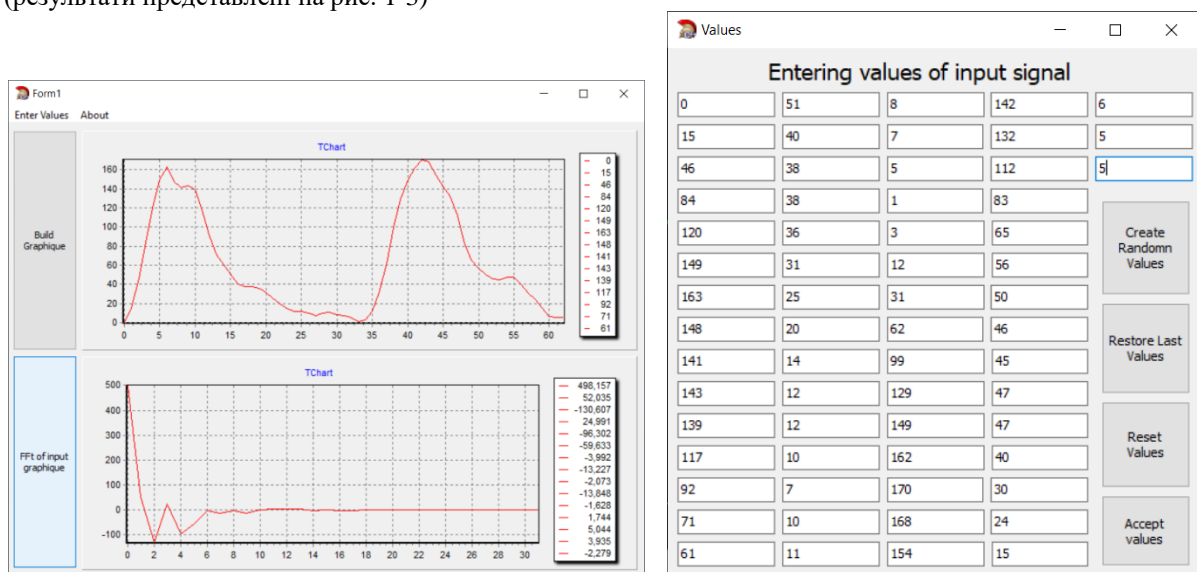 (результати представлені на рис. 1-3)
Form1
Enter Values About
Build
Graphique
TChart
160
140
120
100
80
60
40
20
0
0 5 10 15 20 25 30 35 40 45 50 55 60
0
15
46
84
120
149
163
148
141
143
139
117
92
71
61
FFt of input
graphique
TChart
500
400
300
200
100
0
-100
0 2 4 6 8 10 12 14 16 18 20 22 24 26 28 30
498,157
52,035
-130,607
24,991
-96,302
-59,633
-3,992
-13,227
-2,073
-13,848
-1,628
1,744
5,044
3,935
-2,279
Values
Entering values of input signal
0 51 8 142 6
15 40 7 132 5
46 38 5 112 5
84 38 1 83
120 36 3 65
149 31 12 56
163 25 31 50
148 20 62 46
141 14 99 45
143 12 129 47
139 12 149 47
117 10 162 40
92 7 170 30
71 10 168 24
61 11 154 15
Create
Randomn
Values
Restore Last
Values
Reset
Values
Accept
values